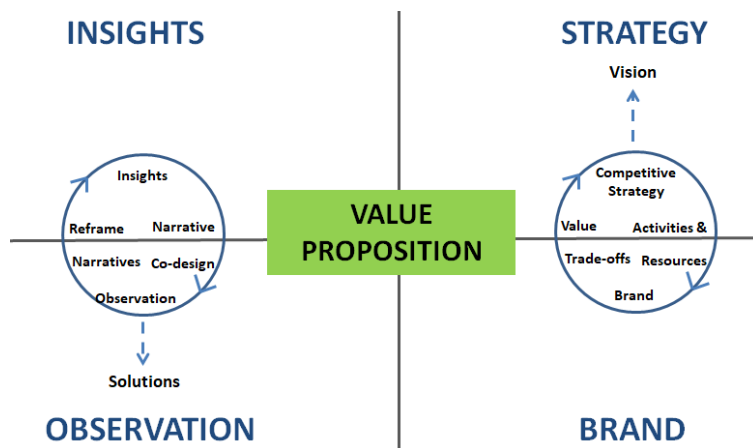 INSIGHTS
Insights
Reframe
Narrative
Narratives
Co-design
Observation
Solutions
OBSERVATION
VALUE
PROPOSITION
STRATEGY
Vision
Competitive
Strategy
Value
Activities &
Trade-offs
Resources
Brand
BRAND